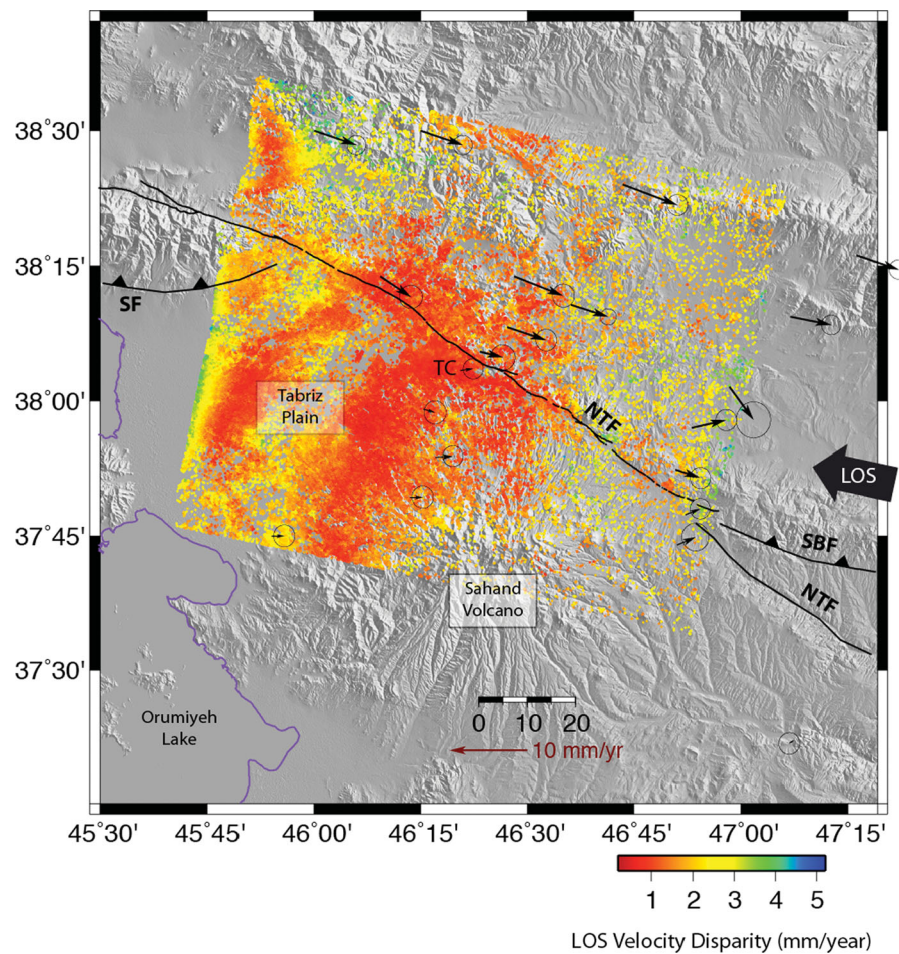 38°30'
38°15'
SF
TC
38°00'
Tabriz
Plain
NTF
LOS
37°45'
SBF
Sahand
Volcano
NTF
37°30'
Orumiyeh
Lake
0 10 20
10 mm/yr
45°30' 45°45' 46°00' 46°15' 46°30' 46°45' 47°00' 47°15'
1 2 3 4 5
LOS Velocity Disparity (mm/year)